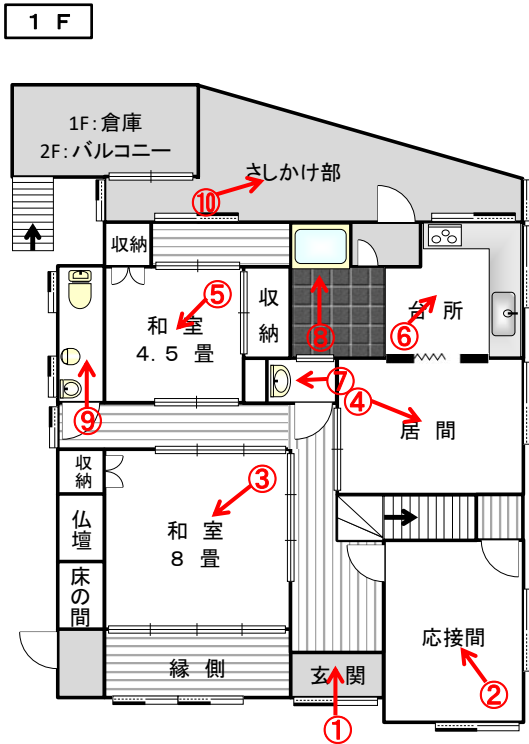 1 F
1F:倉庫
2F:バルコニー
さしかけ部
⑩
収納
⑤
和 室
4.5 畳
収
納
⑧
⑥
台 所
⑦
④
居 間
⑨
収
納
③
仏
壇
和 室
8 畳
床
の
間
応接間
縁 側
玄 関
②
①